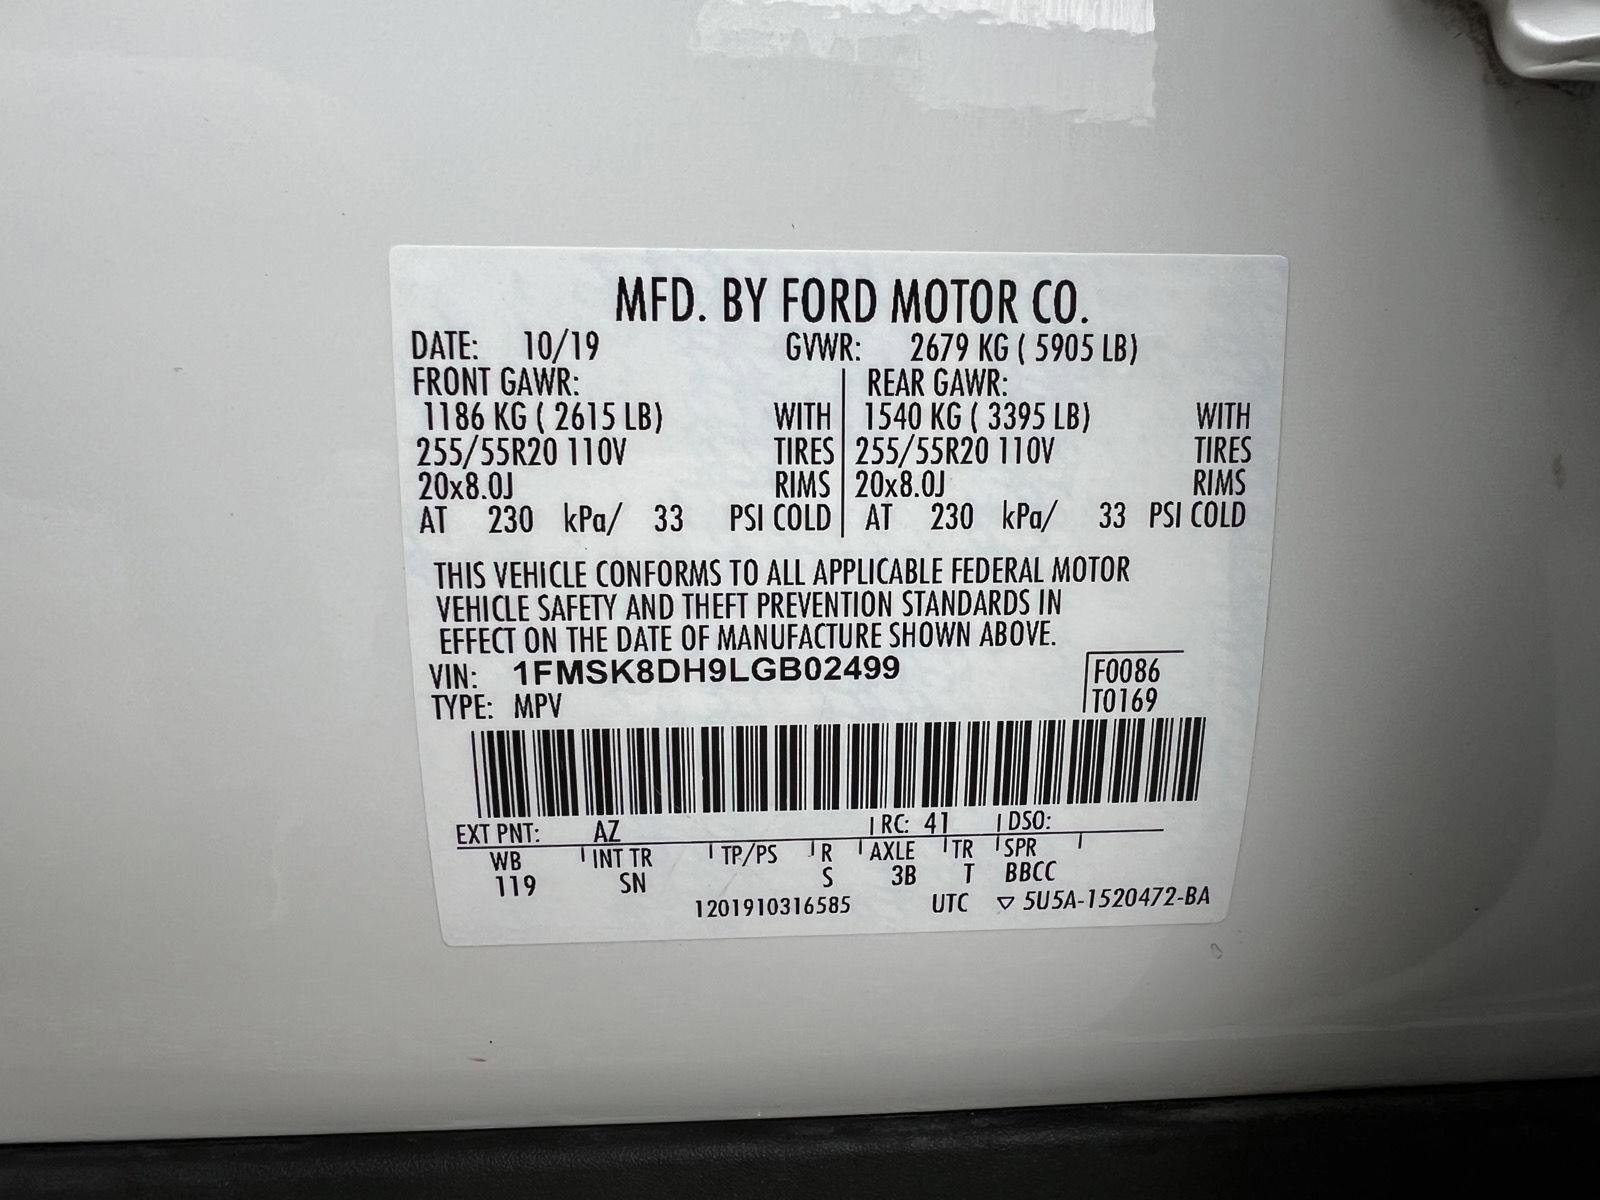 MFD. BY FORD MOTOR CO.
DATE: 10/19 GVWR: 2679 KG ( 5905 LB)
FRONT GAWR: REAR GAWR:
1186 KG ( 2615 LB) WITH 1540 KG ( 3395 LB) WITH
255/55R20 110V TIRES 255/55R20 110V TIRES
20x8.0J RIMS 20x8.0J RIMS
AT 230 kPa/ 33 PSI COLD AT 230 kPa/ 33 PSI COLD
THIS VEHICLE CONFORMS TO ALL APPLICABLE FEDERAL MOTOR
VEHICLE SAFETY AND THEFT PREVENTION STANDARDS IN
EFFECT ON THE DATE OF MANUFACTURE SHOWN ABOVE.
VIN: 1FMSK8DH9LGB02499 F0086
TYPE: MPV T0169
EXT PNT: AZ RC: 41 DSO:
WB INT TR TP/PS R AXLE TR SPR
119 SN S 3B T BBCC
1201910316585 UTC ▽ 5U5A-1520472-BA